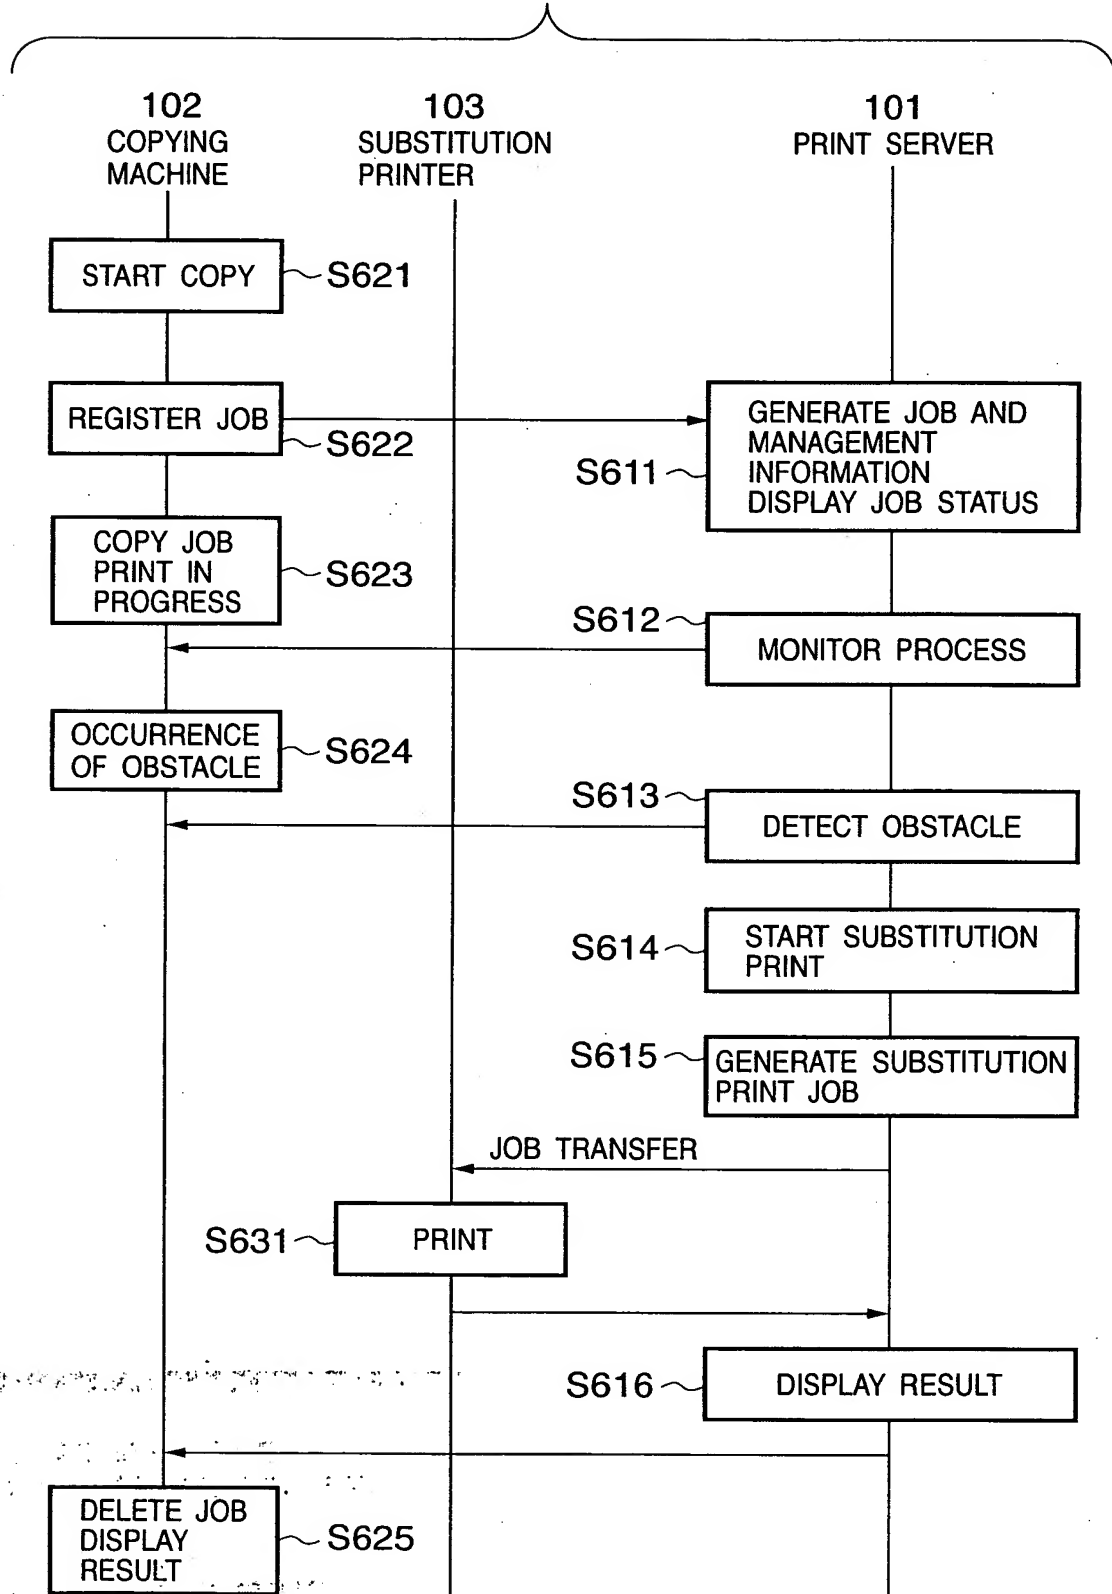 102
COPYING
MACHINE
103
SUBSTITUTION
PRINTER
101
PRINT SERVER
START COPY
S621
REGISTER JOB
S622
GENERATE JOB AND
MANAGEMENT
INFORMATION
DISPLAY JOB STATUS
S611
COPY JOB
PRINT IN
PROGRESS
S623
S612
MONITOR PROCESS
OCCURRENCE
OF OBSTACLE
S624
S613
DETECT OBSTACLE
S614
START SUBSTITUTION
PRINT
S615
GENERATE SUBSTITUTION
PRINT JOB
JOB TRANSFER
S631
PRINT
S616
DISPLAY RESULT
DELETE JOB
DISPLAY
RESULT
S625